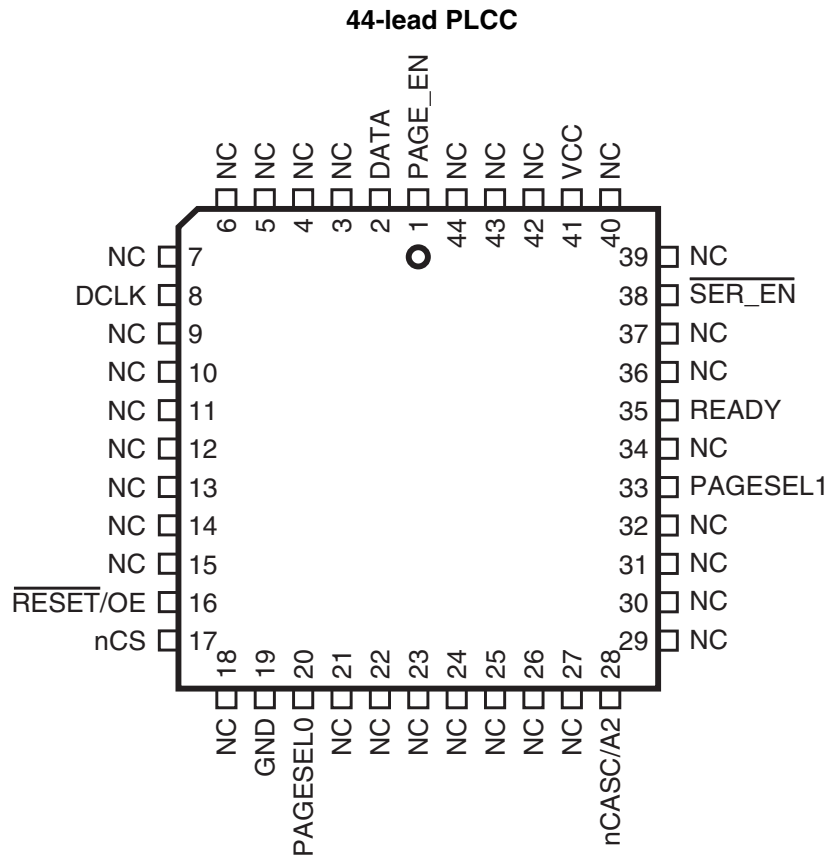 44-lead PLCC
NC NC NC NC DATA PAGE_EN NC NC NC VCC NC
6 5 4 3 2 1 44 43 42 41 40
NC 7 39 NC
DCLK 8 38 SER_EN
NC 9 37 NC
NC 10 36 NC
NC 11 35 READY
NC 12 34 NC
NC 13 33 PAGESEL1
NC 14 32 NC
NC 15 31 NC
RESET/OE 16 30 NC
nCS 17 29 NC
18 19 20 21 22 23 24 25 26 27 28
NC GND PAGESEL0 NC NC NC NC NC NC NC nCASC/A2